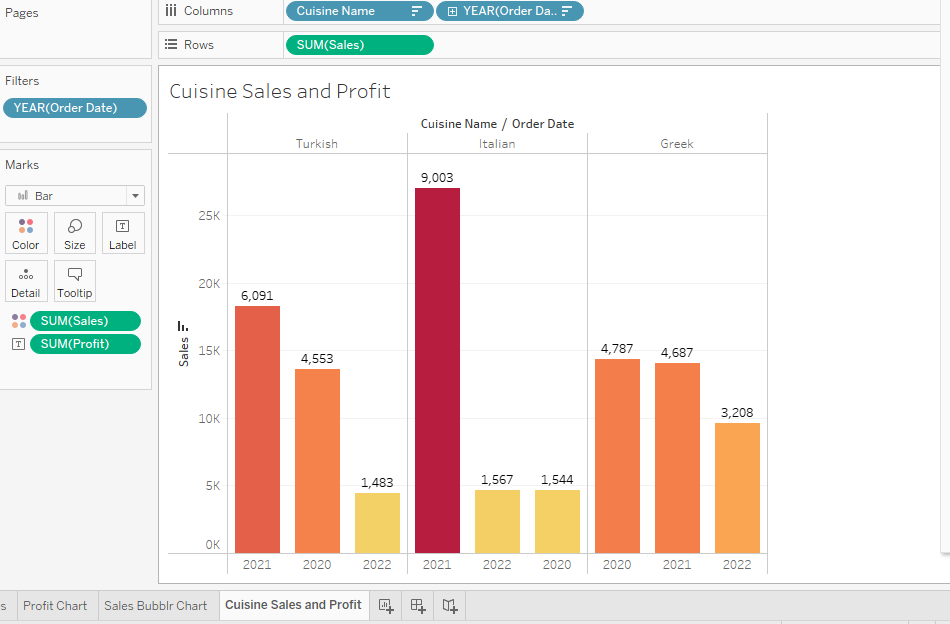 Pages
Columns
Cuisine Name
YEAR(Order Da..
Rows
SUM(Sales)
Filters
YEAR(Order Date)
Marks
Bar
Color
Size
Label
Detail
Tooltip
SUM(Sales)
SUM(Profit)
Cuisine Sales and Profit
Cuisine Name / Order Date
Turkish
Italian
Greek
Sales
25K
20K
15K
10K
5K
0K
6,091
4,553
1,483
9,003
1,567
1,544
4,787
4,687
3,208
2021
2020
2022
2021
2022
2020
2020
2021
2022
s
Profit Chart
Sales Bubblr Chart
Cuisine Sales and Profit